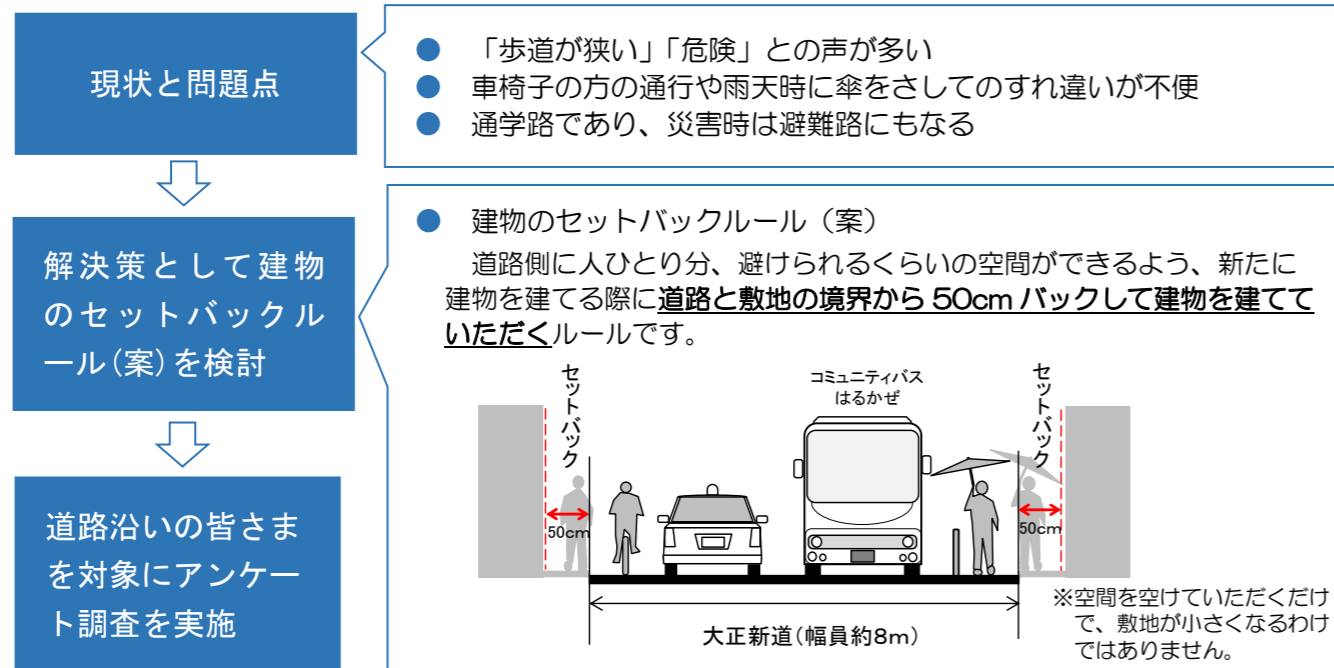 現状と問題点
● 「歩道が狭い」「危険」との声が多い
● 車椅子の方の通行や雨天時に傘をさしてのすれ違いが不便
● 通学路であり、災害時は避難路にもなる
解決策として建物
のセットバックル
ール(案)を検討
● 建物のセットバックルール(案)
道路側に人ひとり分、避けられるくらいの空間ができるよう、新たに
建物を建てる際に道路と敷地の境界から 50cm バックして建物を建てて
いただくルールです。
セットバック
コミュニティバス
はるかぜ
セットバック
50cm
50cm
大正新道(幅員約8m)
※空間を空けていただくだけ
で、敷地が小さくなるわけ
ではありません。
道路沿いの皆さま
を対象にアンケー
ト調査を実施